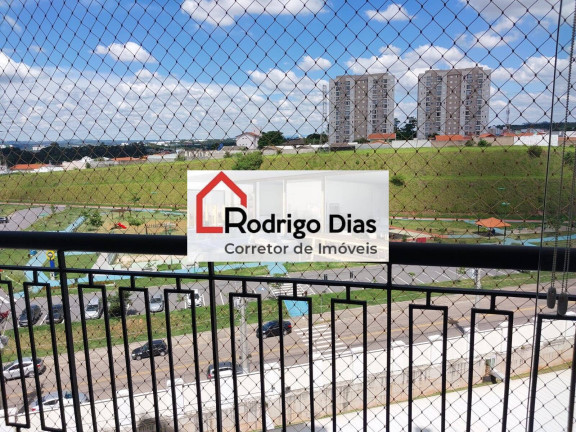 Rodrigo Dias
Corretor de Imóveis